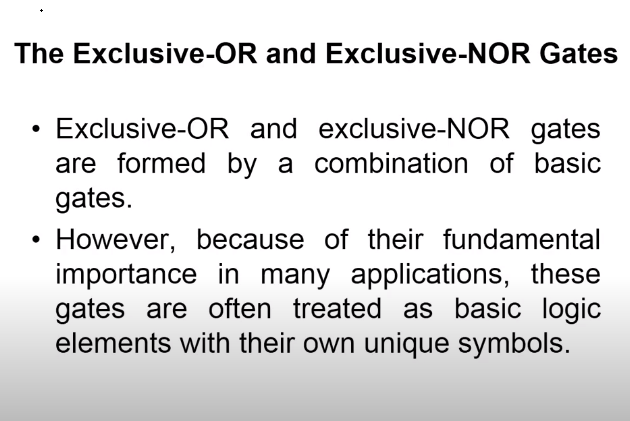 The Exclusive-OR and Exclusive-NOR Gates
• Exclusive-OR and exclusive-NOR gates
are formed by a combination of basic
gates.
• However, because of their fundamental
importance in many applications, these
gates are often treated as basic logic
elements with their own unique symbols.